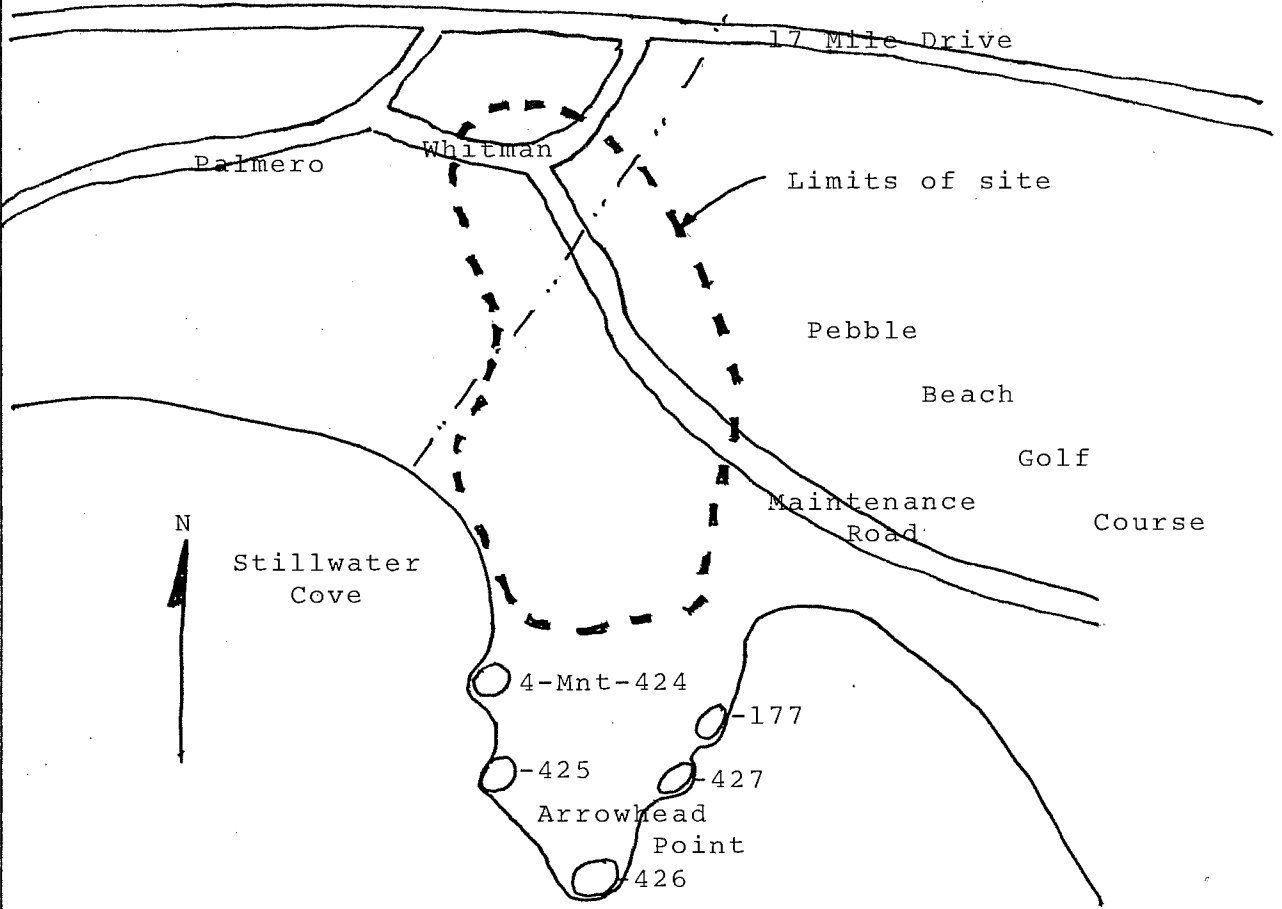 17 Mile Drive
Whitman
Palmero
Limits of site
Pebble
Beach
Golf
Course
Maintenance
Road
N
Stillwater
Cove
4-Mnt-424
-177
-425
-427
Arrowhead
Point
-426